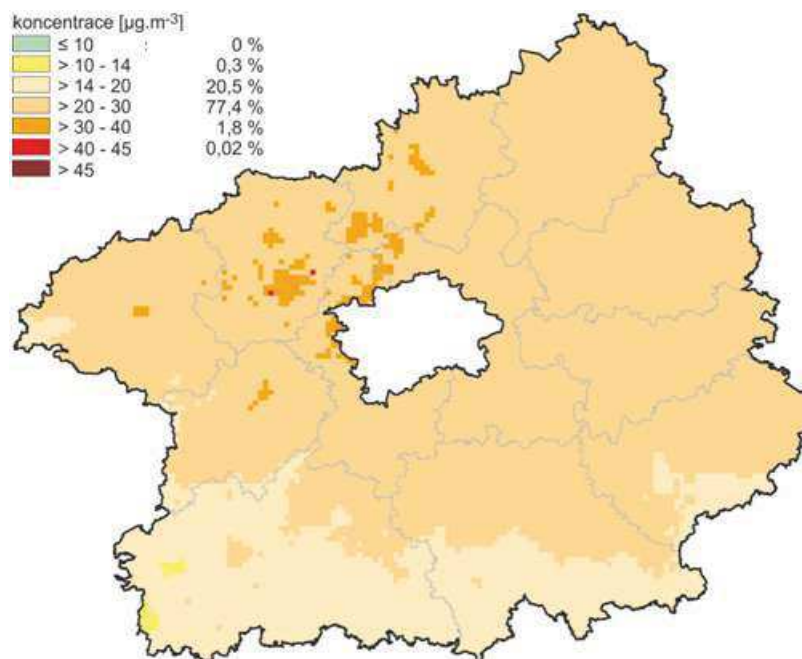 koncentrace [µg.m-3]
≤ 10 : 0 %
> 10 - 14 0,3 %
> 14 - 20 20,5 %
> 20 - 30 77,4 %
> 30 - 40 1,8 %
> 40 - 45 0,02 %
> 45